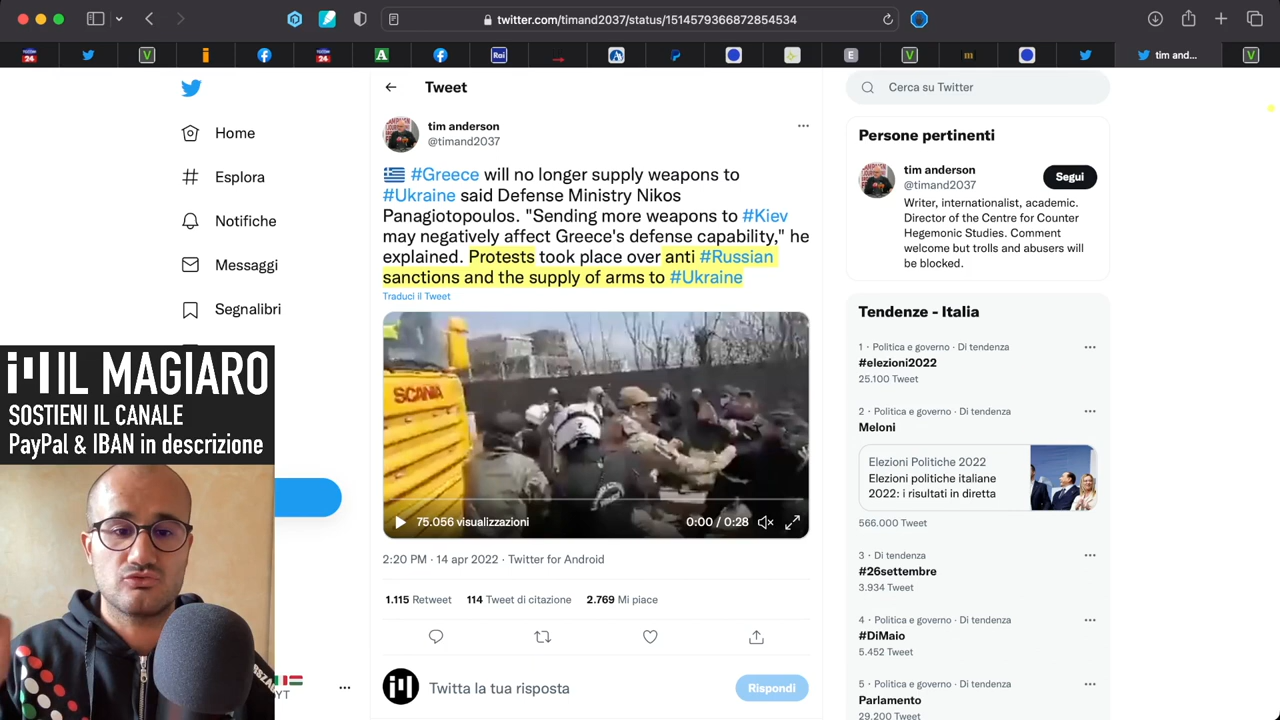 twitter.com/timand2037/status/1514579366872854534
24
V
i
24
A
Rai
E
V
m
tim and...
V
Home
Esplora
Notifiche
Messaggi
Segnalibri
IL MAGIARO
SOSTIENI IL CANALE
PayPal & IBAN in descrizione
YT
Tweet
tim anderson
@timand2037
#Greece will no longer supply weapons to
#Ukraine said Defense Ministry Nikos
Panagiotopoulos. "Sending more weapons to #Kiev
may negatively affect Greece's defense capability," he
explained. Protests took place over anti #Russian
sanctions and the supply of arms to #Ukraine
Traduci il Tweet
SCANIA
75.056 visualizzazioni
0:00 / 0:28
2:20 PM · 14 apr 2022 · Twitter for Android
1.115 Retweet 114 Tweet di citazione 2.769 Mi piace
Twitta la tua risposta
Rispondi
Cerca su Twitter
Persone pertinenti
tim anderson
@timand2037
Segui
Writer, internationalist, academic.
Director of the Centre for Counter
Hegemonic Studies. Comment
welcome but trolls and abusers will
be blocked.
Tendenze - Italia
1 · Politica e governo · Di tendenza
#elezioni2022
25.100 Tweet
2 · Politica e governo · Di tendenza
Meloni
Elezioni Politiche 2022
Elezioni politiche italiane
2022: i risultati in diretta
566.000 Tweet
3 · Di tendenza
#26settembre
3.934 Tweet
4 · Politica e governo · Di tendenza
#DiMaio
5.452 Tweet
5 · Politica e governo · Di tendenza
Parlamento
29.200 Tweet